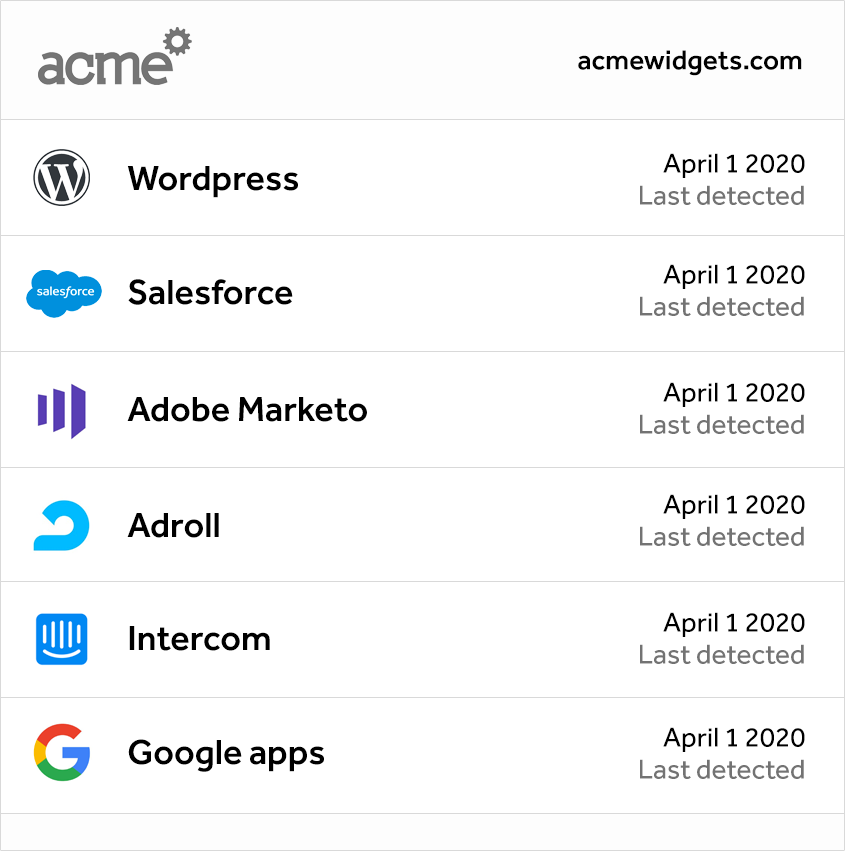 acme
acmewidgets.com
Wordpress
April 1 2020
Last detected
salesforce
Salesforce
April 1 2020
Last detected
Adobe Marketo
April 1 2020
Last detected
Adroll
April 1 2020
Last detected
Intercom
April 1 2020
Last detected
Google apps
April 1 2020
Last detected